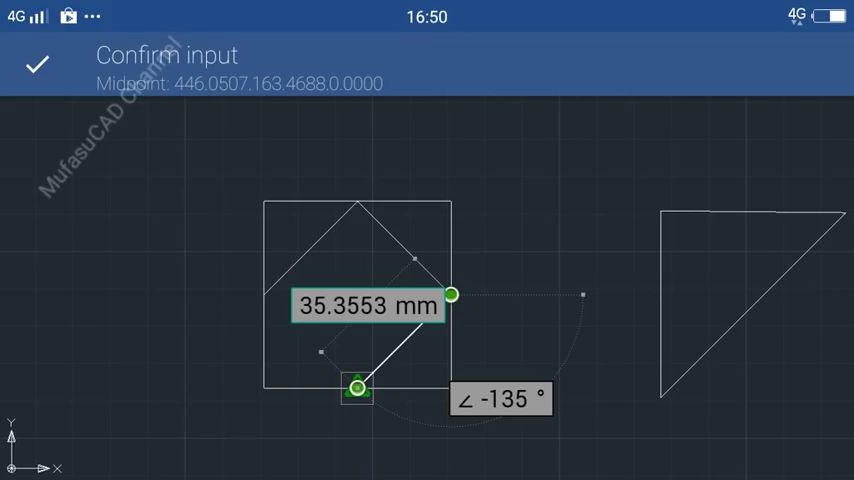 4G 16:50 4G
Confirm input
Midpoint: 446.0507,163.4688,0.0000
MufasuCAD Channel
35.3553 mm
∠ -135 °
Y
X